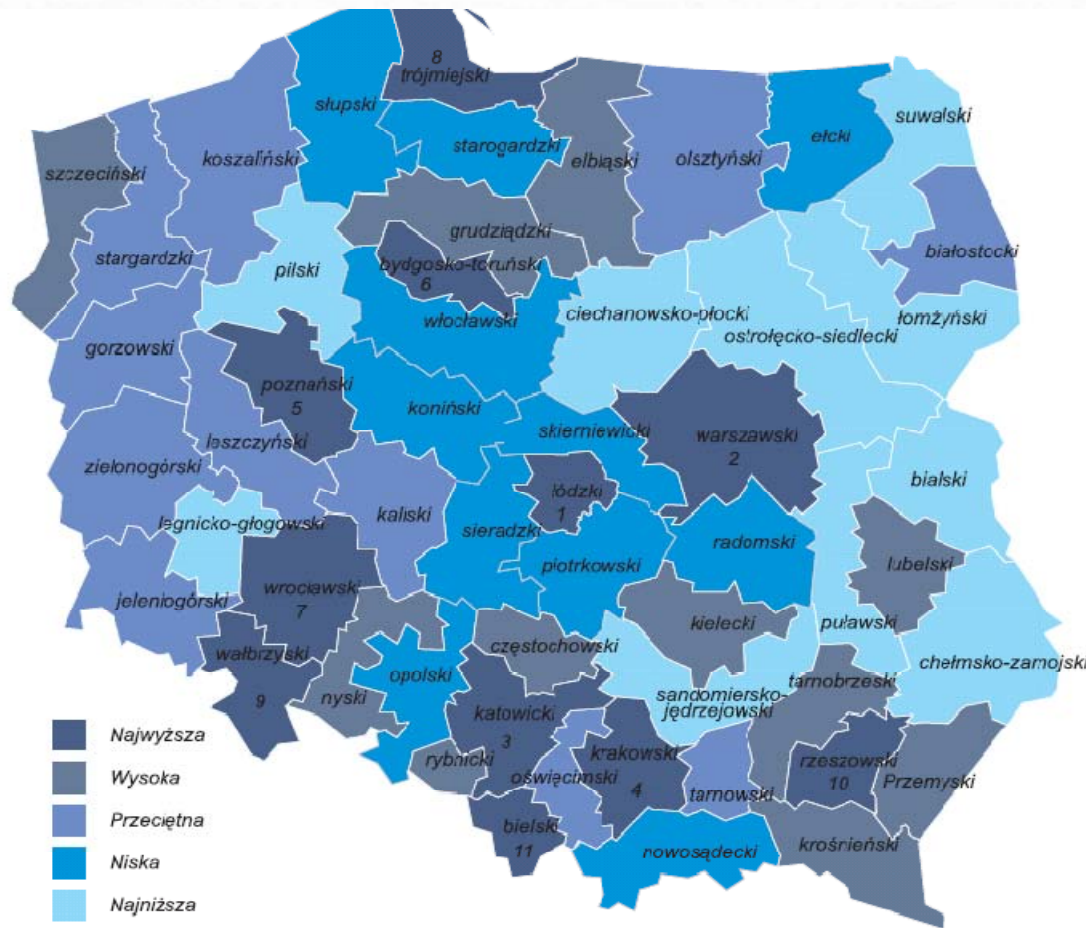 8
trójmiejski
słupski
starogardzki
elbiąski
olsztyński
ełcki
suwalski
koszaliński
szczeciński
stargardzki
pilski
grudziądzki
bydgosko-toruński
6
białostocki
włocławski
ciechanowsko-płocki
ostrołęcko-siedlecki
łomżyński
gorzowski
poznański
5
koniński
skierniewicki
warszawski
2
leszczyński
zielonogórski
kaliski
łódzki
1
bialski
legnicko-głogowski
sieradzki
piotrkowski
radomski
lubelski
jeleniogórski
wrocławski
7
częstochowski
kielecki
puławski
wałbrzyski
9
nyski
opolski
chełmsko-zamojski
tarnobrzeski
sandomiersko-
jędrzejowski
katowicki
3
rybnicki
oświęcimski
krakowski
4
tarnowski
rzeszowski
10
Przemyski
bielski
11
nowosądecki
krośnieński
Najwyższa
Wysoka
Przeciętna
Niska
Najniższa